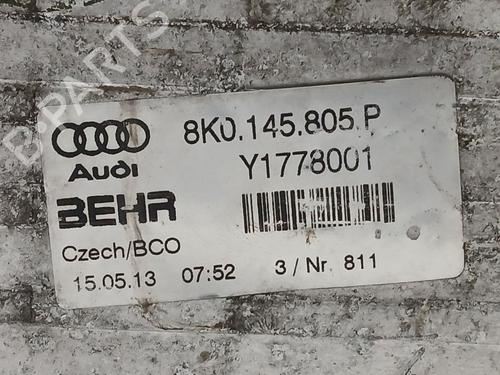 B-PARTS
8K0.145.805.P
Audi
Y1778001
BEHR
Czech/BCO
15.05.13 07:52 3 / Nr. 811